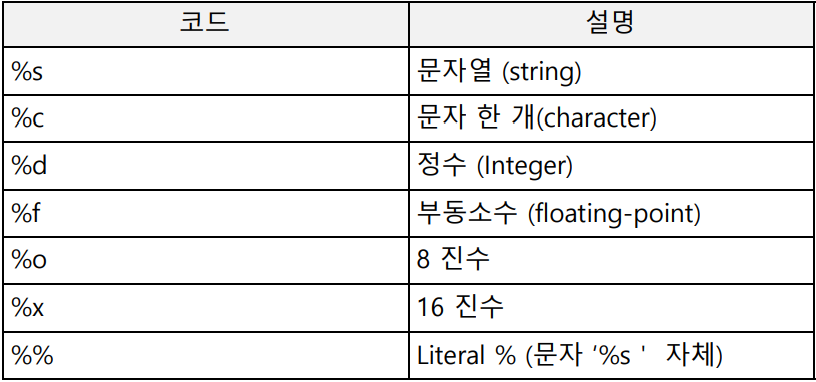 코드 설명
%s 문자열 (string)
%c 문자 한 개(character)
%d 정수 (Integer)
%f 부동소수 (floating-point)
%o 8 진수
%x 16 진수
%% Literal % (문자 ‘%s ' 자체)